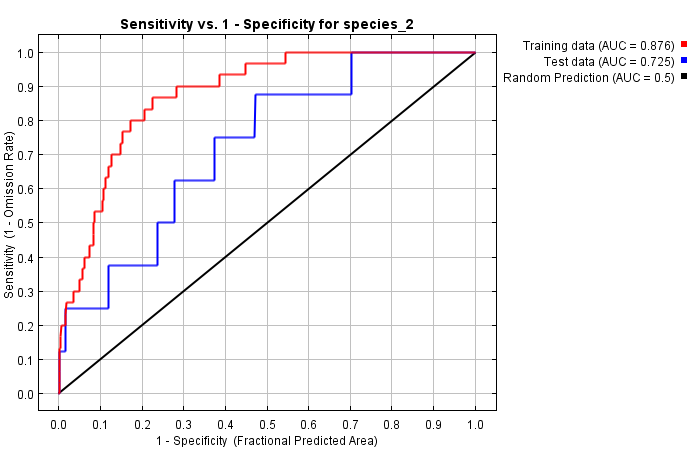 Sensitivity vs. 1 - Specificity for species_2
Training data (AUC = 0.876)
Test data (AUC = 0.725)
Random Prediction (AUC = 0.5)
Sensitivity (1 - Omission Rate)
1.0
0.9
0.8
0.7
0.6
0.5
0.4
0.3
0.2
0.1
0.0
0.0 0.1 0.2 0.3 0.4 0.5 0.6 0.7 0.8 0.9 1.0
1 - Specificity (Fractional Predicted Area)